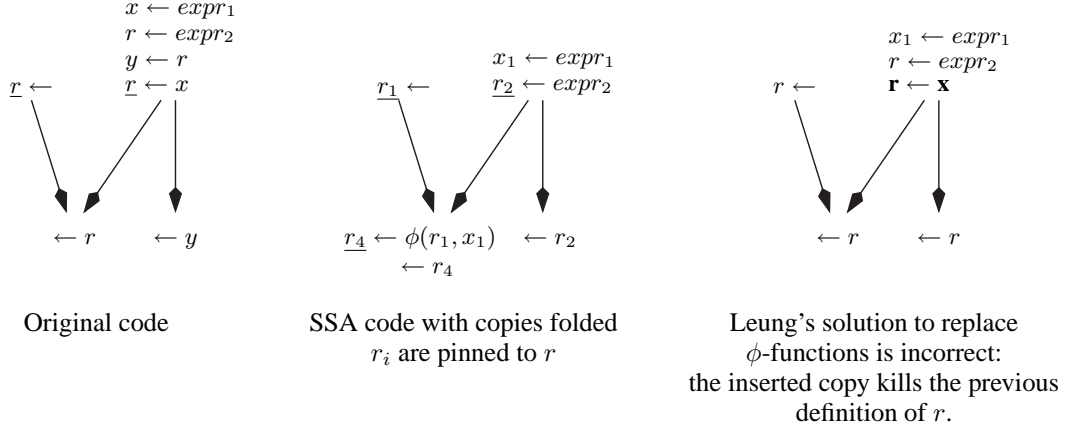 x ← expr₁
r ← expr₂
y ← r
r ← x
r ←
← r
← y
Original code
x₁ ← expr₁
r₂ ← expr₂
r₁ ←
r₄ ← ϕ(r₁, x₁)
← r₄
← r₂
SSA code with copies folded
rᵢ are pinned to r
x₁ ← expr₁
r ← expr₂
r ← x
r ←
← r
← r
Leung's solution to replace
ϕ-functions is incorrect:
the inserted copy kills the previous
definition of r.